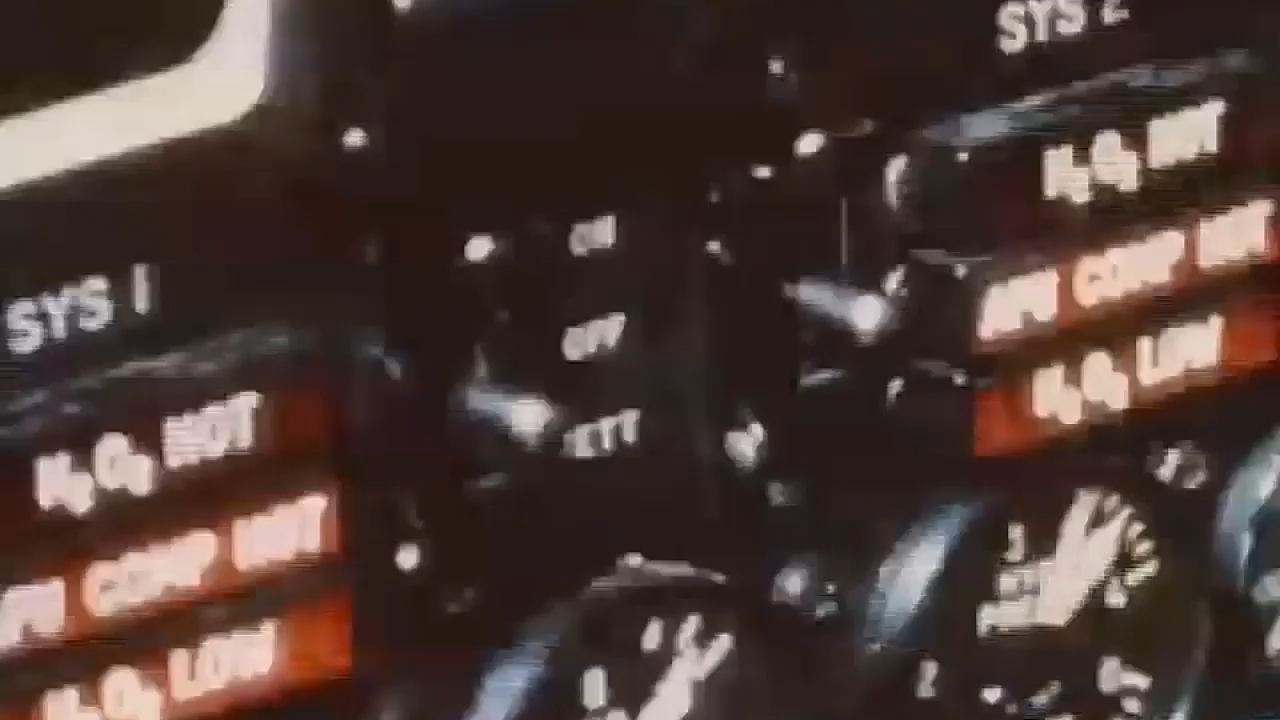 SYS 2
H₂O₂ HOT
APU COMP HOT
H₂O₂ LOW
ON
OFF
SYS 1
H₂O₂ HOT
APU COMP HOT
H₂O₂ LOW